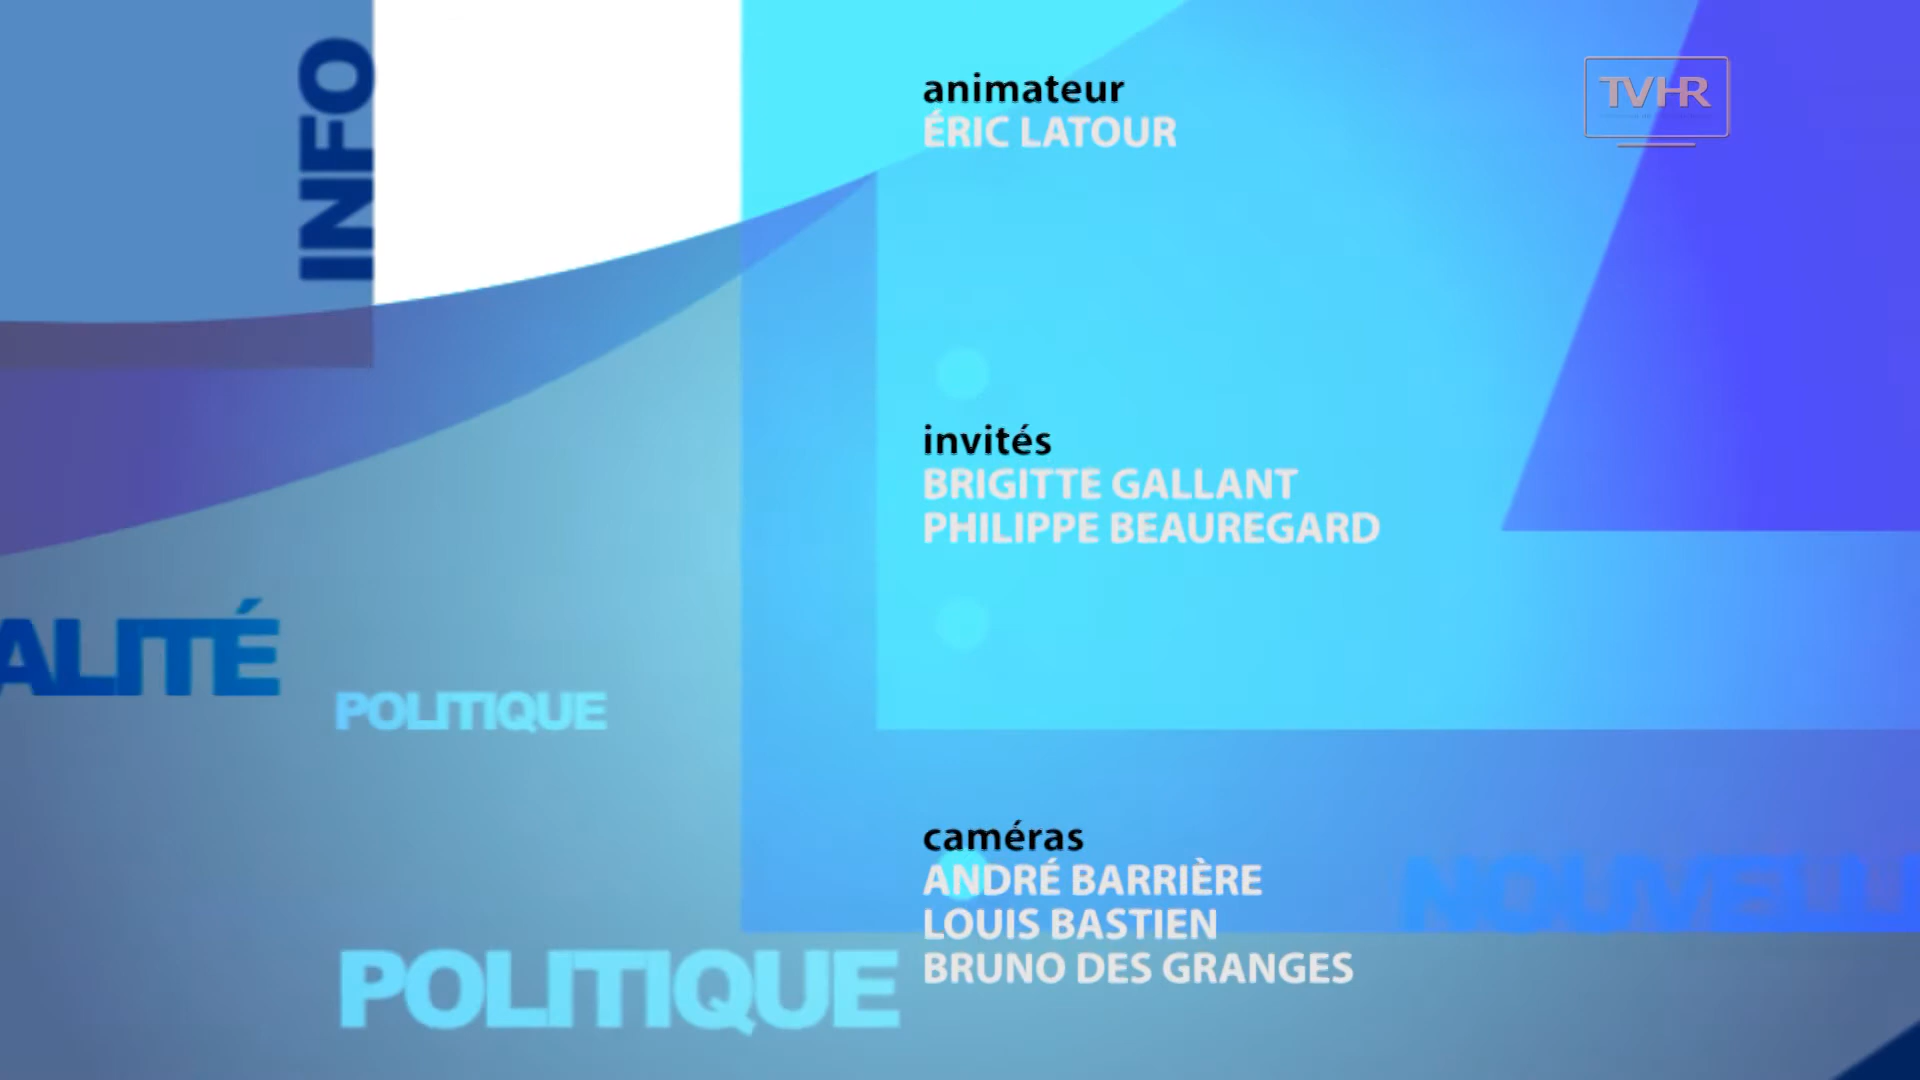 INFO
animateur
ÉRIC LATOUR
TVHR
invités
BRIGITTE GALLANT
PHILIPPE BEAUREGARD
ALITÉ
POLITIQUE
caméras
ANDRÉ BARRIÈRE
LOUIS BASTIEN
BRUNO DES GRANGES
NOUVELL
POLITIQUE